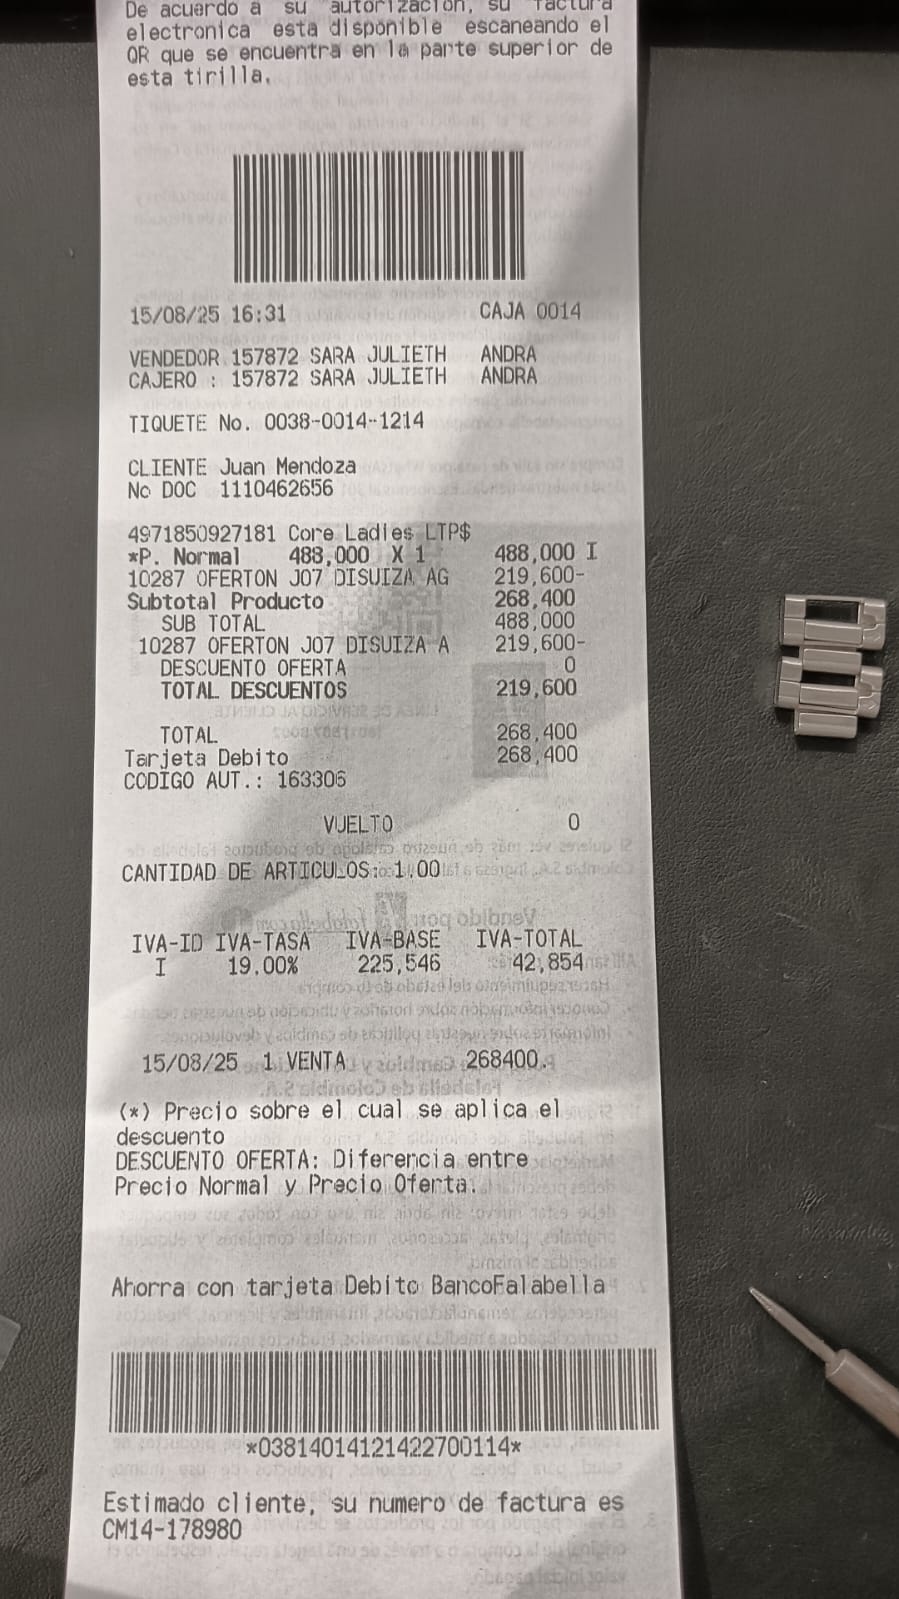 De acuerdo a su autorizacion, su factura
electronica esta disponible escaneando el
QR que se encuentra en la parte superior de
esta tirilla.
15/08/25 16:31 CAJA 0014
VENDEDOR 157872 SARA JULIETH ANDRA
CAJERO : 157872 SARA JULIETH ANDRA
TIQUETE No. 0038-0014-1214
CLIENTE Juan Mendoza
No DOC 1110462656
4971850927181 Core Ladies LTP$
*P. Normal 488,000 X 1 488,000 I
10287 OFERTON J07 DISUIZA AG 219,600-
Subtotal Producto 268,400
SUB TOTAL 488,000
10287 OFERTON J07 DISUIZA A 219,600-
DESCUENTO OFERTA 0
TOTAL DESCUENTOS 219,600
TOTAL 268,400
Tarjeta Debito 268,400
CODIGO AUT.: 163306
VUELTO 0
CANTIDAD DE ARTICULOS: 1.00
IVA-ID IVA-TASA IVA-BASE IVA-TOTAL
I 19.00% 225,546 42,854
15/08/25 1 VENTA 268400.
(*) Precio sobre el cual se aplica el
descuento
DESCUENTO OFERTA: Diferencia entre
Precio Normal y Precio Oferta.
Ahorra con tarjeta Debito BancoFalabella
*03814014121422700114*
Estimado cliente, su numero de factura es
CM14-178980